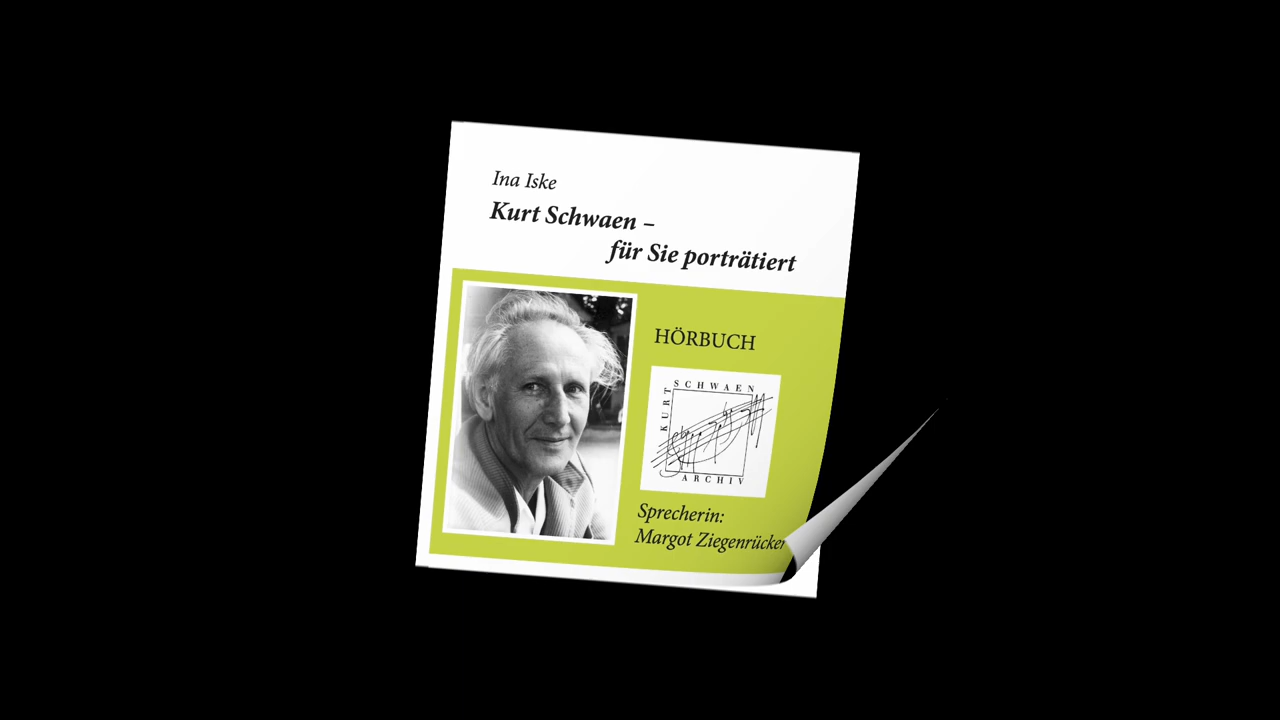 Ina Iske
Kurt Schwaen –
für Sie porträtiert
HÖRBUCH
KURT
SCHWAEN
ARCHIV
Sprecherin:
Margot Ziegenrücker